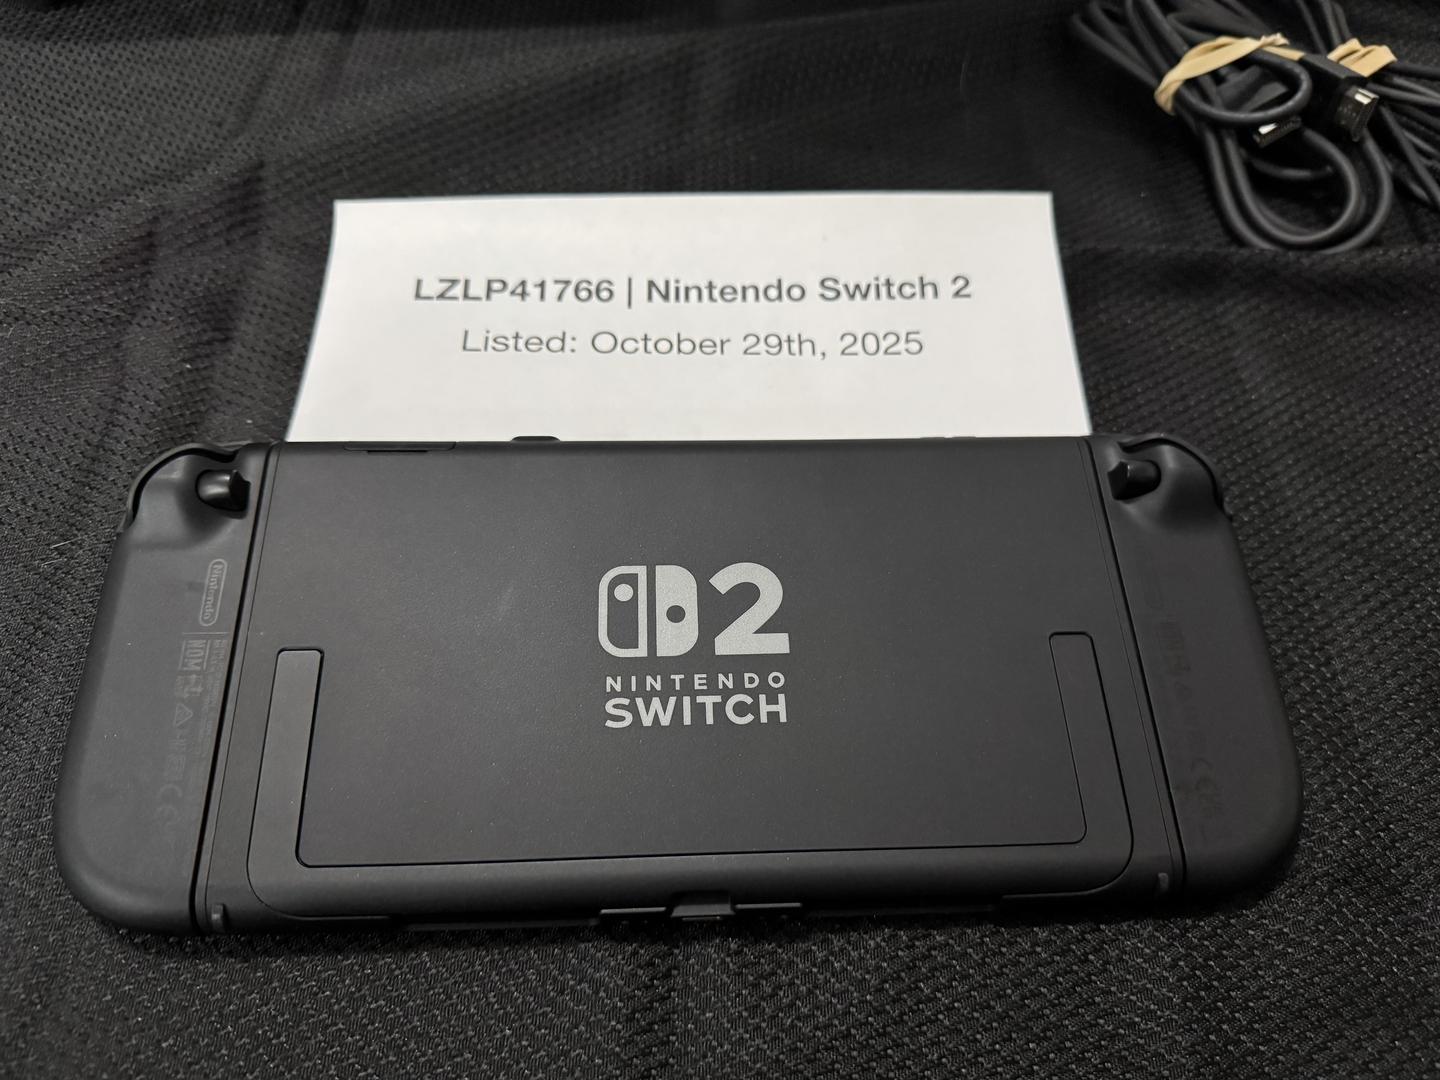 LZLP41766 | Nintendo Switch 2
Listed: October 29th, 2025
2
NINTENDO
SWITCH
Nintendo